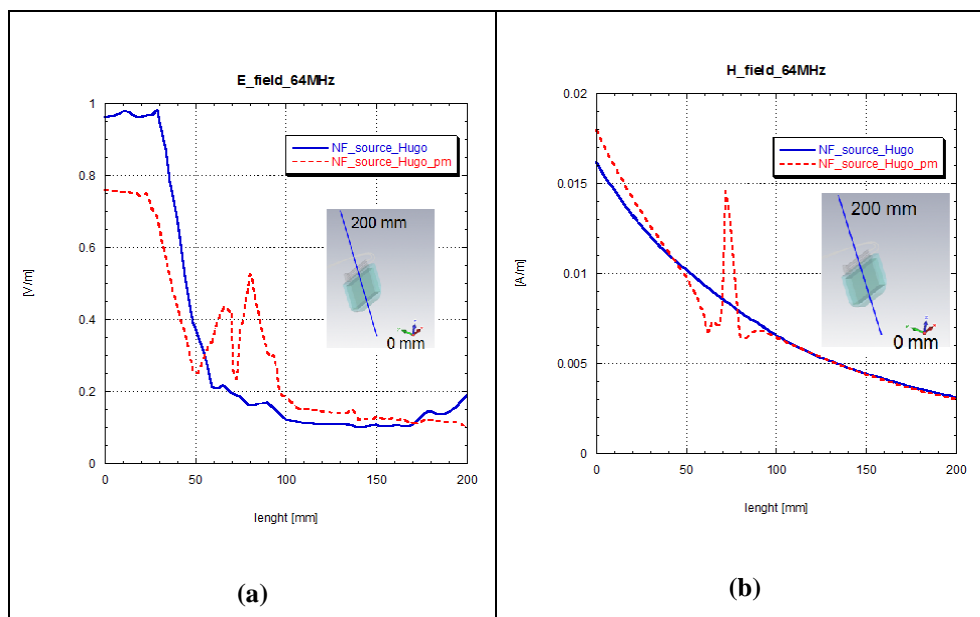 E_field_64MHz
1
0.8
0.6
0.4
0.2
0
[V/m]
NF_source_Hugo
NF_source_Hugo_pm
200 mm
0 mm
0
50
100
150
200
lenght [mm]
(a)
H_field_64MHz
0.02
0.015
0.01
0.005
0
[A/m]
NF_source_Hugo
NF_source_Hugo_pm
200 mm
0 mm
0
50
100
150
200
lenght [mm]
(b)